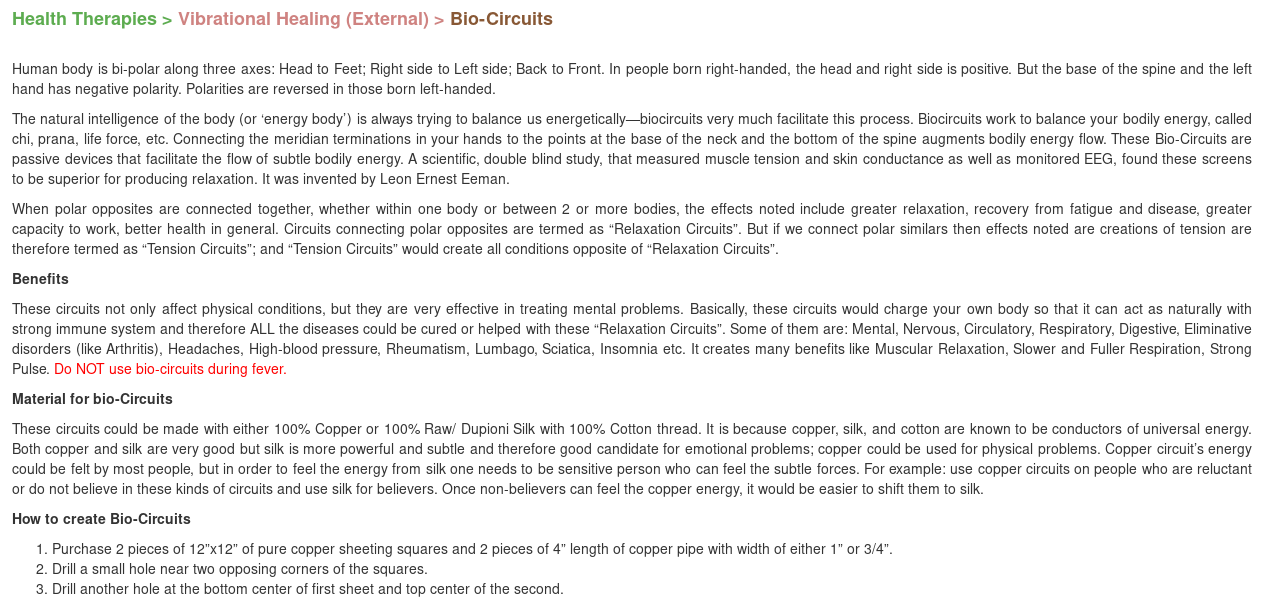 Health Therapies > Vibrational Healing (External) > Bio-Circuits
Human body is bi-polar along three axes: Head to Feet; Right side to Left side; Back to Front. In people born right-handed, the head and right side is positive. But the base of the spine and the left
hand has negative polarity. Polarities are reversed in those born left-handed.
The natural intelligence of the body (or ‘energy body’) is always trying to balance us energetically—biocircuits very much facilitate this process. Biocircuits work to balance your bodily energy, called
chi, prana, life force, etc. Connecting the meridian terminations in your hands to the points at the base of the neck and the bottom of the spine augments bodily energy flow. These Bio-Circuits are
passive devices that facilitate the flow of subtle bodily energy. A scientific, double blind study, that measured muscle tension and skin conductance as well as monitored EEG, found these screens
to be superior for producing relaxation. It was invented by Leon Ernest Eeman.
When polar opposites are connected together, whether within one body or between 2 or more bodies, the effects noted include greater relaxation, recovery from fatigue and disease, greater
capacity to work, better health in general. Circuits connecting polar opposites are termed as “Relaxation Circuits”. But if we connect polar similars then effects noted are creations of tension are
therefore termed as “Tension Circuits”; and “Tension Circuits” would create all conditions opposite of “Relaxation Circuits”.
Benefits
These circuits not only affect physical conditions, but they are very effective in treating mental problems. Basically, these circuits would charge your own body so that it can act as naturally with
strong immune system and therefore ALL the diseases could be cured or helped with these “Relaxation Circuits”. Some of them are: Mental, Nervous, Circulatory, Respiratory, Digestive, Eliminative
disorders (like Arthritis), Headaches, High-blood pressure, Rheumatism, Lumbago, Sciatica, Insomnia etc. It creates many benefits like Muscular Relaxation, Slower and Fuller Respiration, Strong
Pulse. Do NOT use bio-circuits during fever.
Material for bio-Circuits
These circuits could be made with either 100% Copper or 100% Raw/ Dupioni Silk with 100% Cotton thread. It is because copper, silk, and cotton are known to be conductors of universal energy.
Both copper and silk are very good but silk is more powerful and subtle and therefore good candidate for emotional problems; copper could be used for physical problems. Copper circuit’s energy
could be felt by most people, but in order to feel the energy from silk one needs to be sensitive person who can feel the subtle forces. For example: use copper circuits on people who are reluctant
or do not believe in these kinds of circuits and use silk for believers. Once non-believers can feel the copper energy, it would be easier to shift them to silk.
How to create Bio-Circuits
1. Purchase 2 pieces of 12”x12” of pure copper sheeting squares and 2 pieces of 4” length of copper pipe with width of either 1” or 3/4”.
2. Drill a small hole near two opposing corners of the squares.
3. Drill another hole at the bottom center of first sheet and top center of the second.